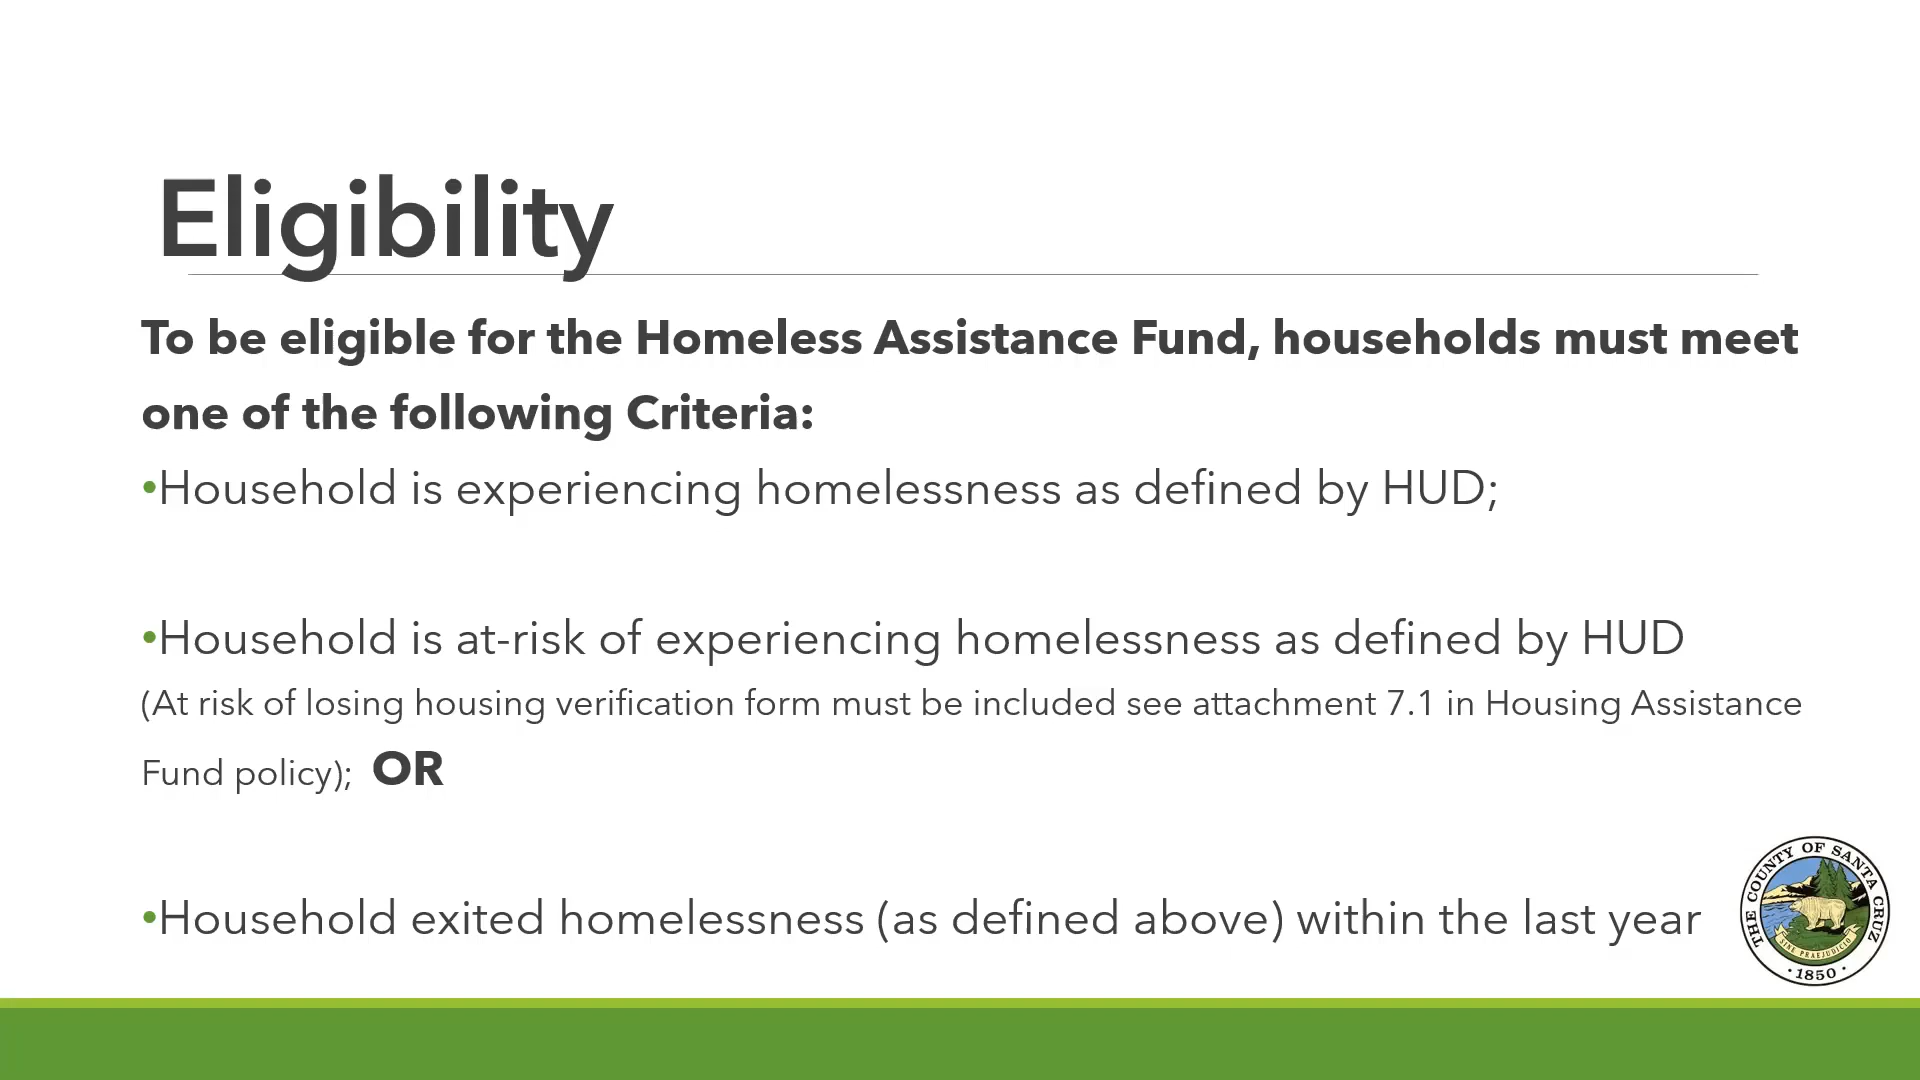 Eligibility
To be eligible for the Homeless Assistance Fund, households must meet
one of the following Criteria:
•Household is experiencing homelessness as defined by HUD;
•Household is at-risk of experiencing homelessness as defined by HUD
(At risk of losing housing verification form must be included see attachment 7.1 in Housing Assistance
Fund policy); OR
•Household exited homelessness (as defined above) within the last year
THE COUNTY OF SANTA CRUZ
SINE PRAEJUDICIO
• 1850 •